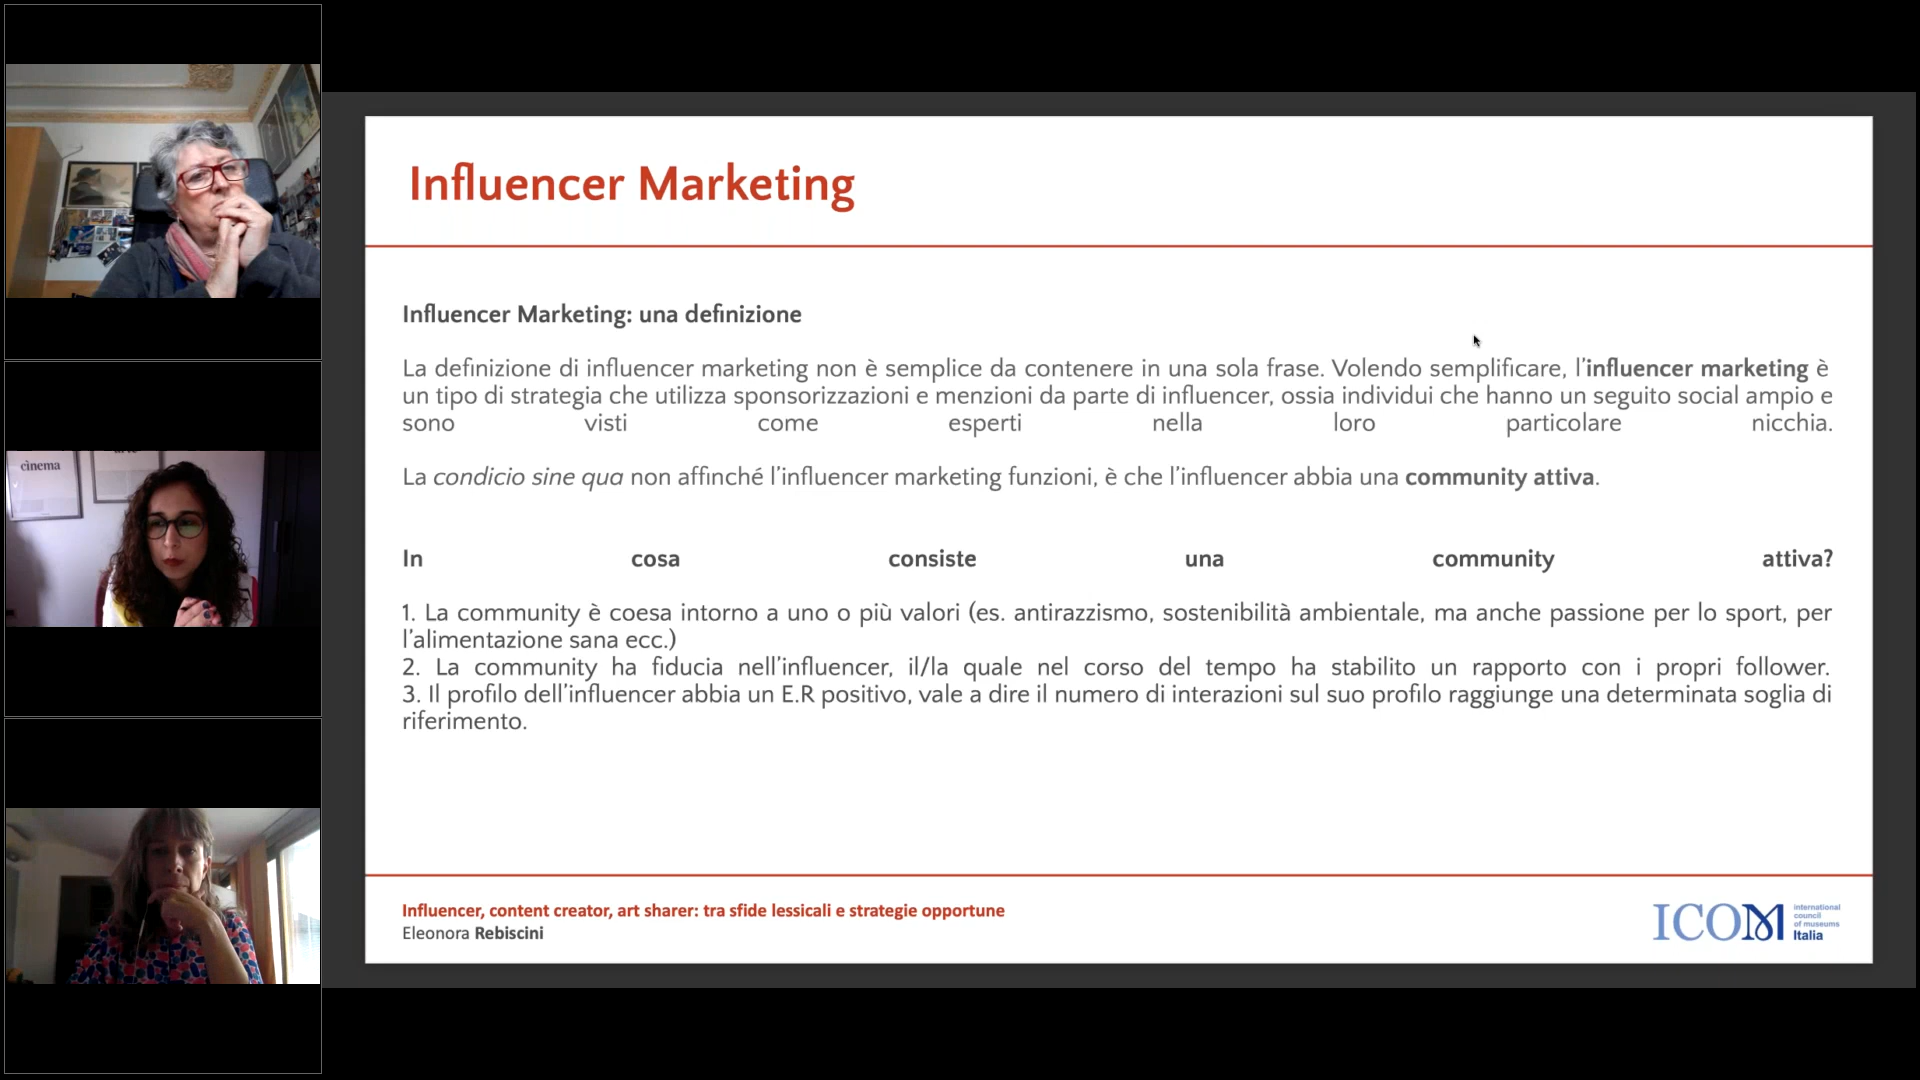 cinema
Influencer Marketing
Influencer Marketing: una definizione
La definizione di influencer marketing non è semplice da contenere in una sola frase. Volendo semplificare, l'influencer marketing è
un tipo di strategia che utilizza sponsorizzazioni e menzioni da parte di influencer, ossia individui che hanno un seguito social ampio e
sono visti come esperti nella loro particolare nicchia.
La condicio sine qua non affinché l'influencer marketing funzioni, è che l'influencer abbia una community attiva.
In cosa consiste una community attiva?
1. La community è coesa intorno a uno o più valori (es. antirazzismo, sostenibilità ambientale, ma anche passione per lo sport, per
l'alimentazione sana ecc.)
2. La community ha fiducia nell'influencer, il/la quale nel corso del tempo ha stabilito un rapporto con i propri follower.
3. Il profilo dell'influencer abbia un E.R positivo, vale a dire il numero di interazioni sul suo profilo raggiunge una determinata soglia di
riferimento.
Influencer, content creator, art sharer: tra sfide lessicali e strategie opportune
Eleonora Rebiscini
ICOM
international
council
of museums
Italia